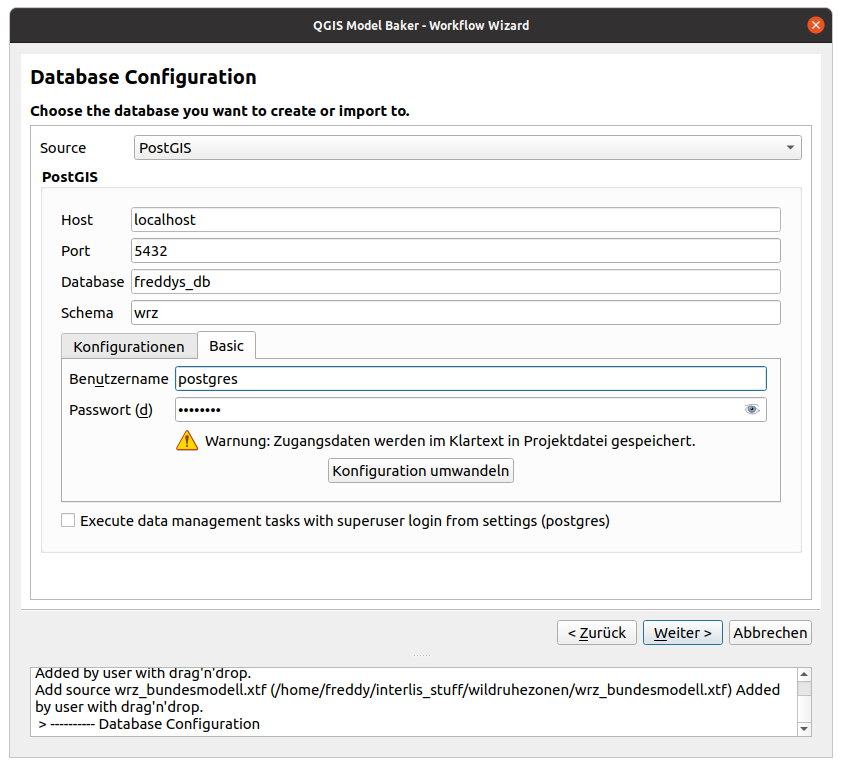 QGIS Model Baker - Workflow Wizard
Database Configuration
Choose the database you want to create or import to.
Source PostGIS
PostGIS
Host localhost
Port 5432
Database freddys_db
Schema wrz
Konfigurationen Basic
Benutzername postgres
Passwort (d) ••••••••
Warnung: Zugangsdaten werden im Klartext in Projektdatei gespeichert.
Konfiguration umwandeln
Execute data management tasks with superuser login from settings (postgres)
< Zurück Weiter > Abbrechen
Added by user with drag'n'drop.
Add source wrz_bundesmodell.xtf (/home/freddy/interlis_stuff/wildruhezonen/wrz_bundesmodell.xtf) Added
by user with drag'n'drop.
> ---------- Database Configuration